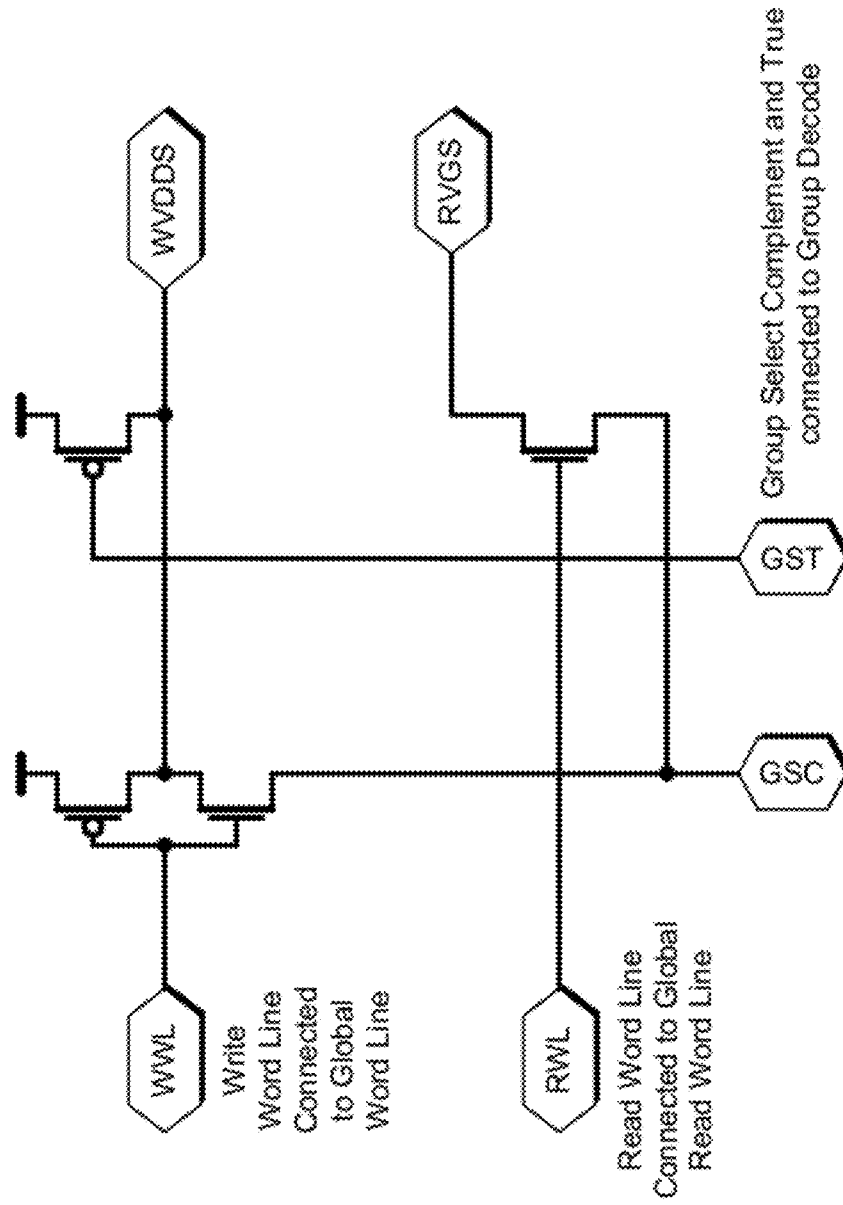 WWL
Write
Word Line
Connected
to Global
Word Line
WVDDS
RWL
Read Word Line
Connected to Global
Read Word Line
RVGS
GSC
GST
Group Select Complement and True
connected to Group Decode